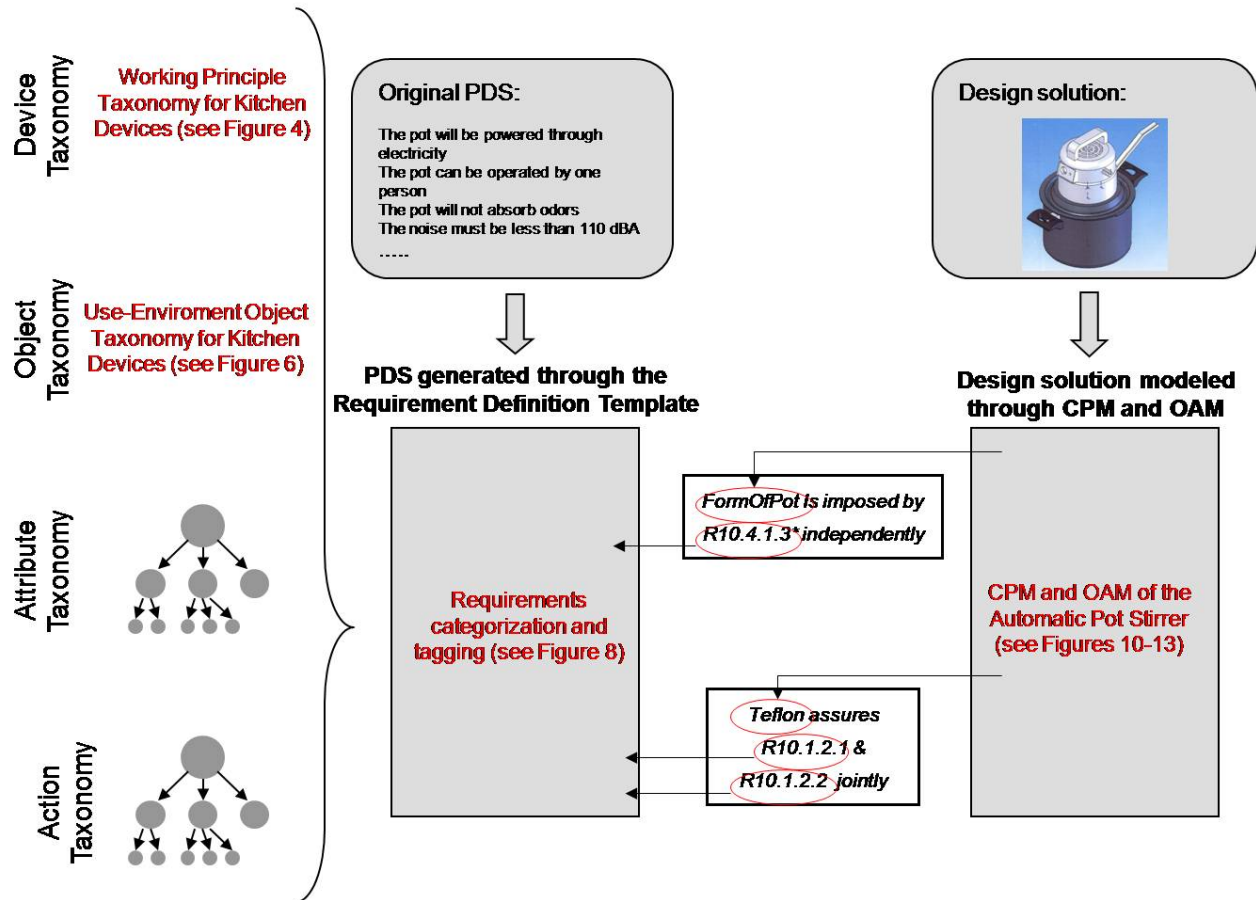 Device
Taxonomy
Working Principle
Taxonomy for Kitchen
Devices (see Figure 4)
Object
Taxonomy
Use-Enviroment Object
Taxonomy for Kitchen
Devices (see Figure 6)
Attribute
Taxonomy
Action
Taxonomy
Original PDS:
The pot will be powered through
electricity
The pot can be operated by one
person
The pot will not absorb odors
The noise must be less than 110 dBA
.....
PDS generated through the
Requirement Definition Template
Requirements
categorization and
tagging (see Figure 8)
FormOfPot is imposed by
R10.4.1.3* independently
Teflon assures
R10.1.2.1 &
R10.1.2.2 jointly
Design solution:
Design solution modeled
through CPM and OAM
CPM and OAM of the
Automatic Pot Stirrer
(see Figures 10-13)